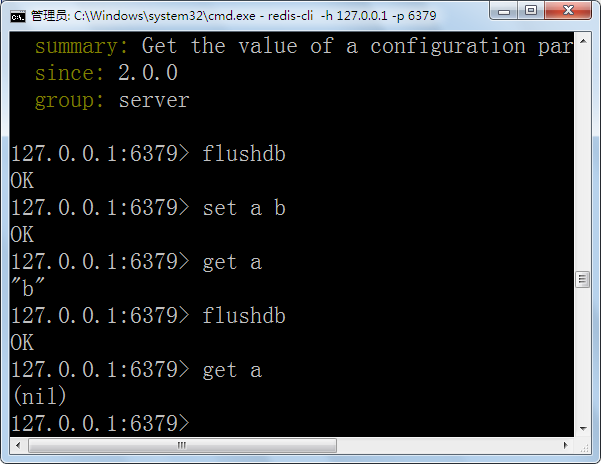 管理员: C:\Windows\system32\cmd.exe - redis-cli  -h 127.0.0.1 -p 6379
  summary: Get the value of a configuration par
  since: 2.0.0
  group: server
127.0.0.1:6379> flushdb
OK
127.0.0.1:6379> set a b
OK
127.0.0.1:6379> get a
"b"
127.0.0.1:6379> flushdb
OK
127.0.0.1:6379> get a
(nil)
127.0.0.1:6379>